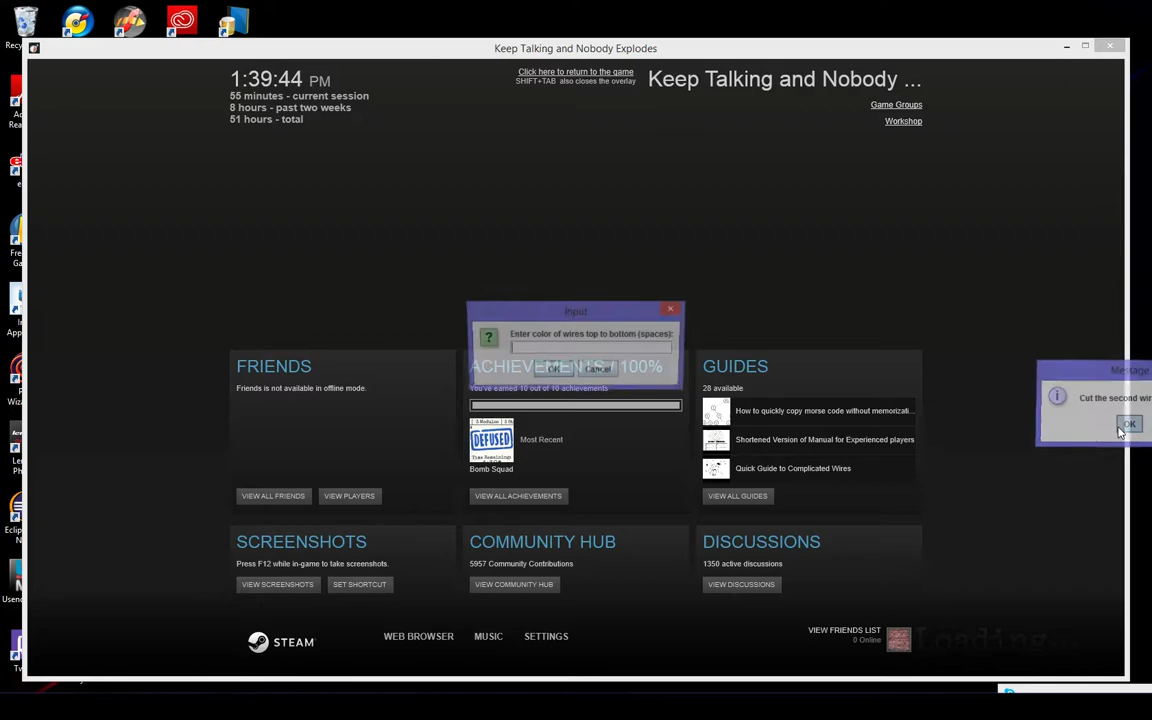 Keep Talking and Nobody Explodes
1:39:44 PM
55 minutes - current session
8 hours - past two weeks
51 hours - total
Click here to return to the game
SHIFT+TAB also closes the overlay
Keep Talking and Nobody ...
Game Groups
Workshop
Input
Enter color of wires top to bottom (spaces):
OK
Cancel
Message
Cut the second wir
OK
FRIENDS
Friends is not available in offline mode.
VIEW ALL FRIENDS
VIEW PLAYERS
ACHIEVEMENTS / 100%
You've earned 10 out of 10 achievements
DEFUSED
Most Recent
Bomb Squad
VIEW ALL ACHIEVEMENTS
GUIDES
28 available
How to quickly copy morse code without memorizati...
Shortened Version of Manual for Experienced players
Quick Guide to Complicated Wires
VIEW ALL GUIDES
SCREENSHOTS
Press F12 while in-game to take screenshots.
VIEW SCREENSHOTS
SET SHORTCUT
COMMUNITY HUB
5957 Community Contributions
VIEW COMMUNITY HUB
DISCUSSIONS
1350 active discussions
VIEW DISCUSSIONS
STEAM
WEB BROWSER
MUSIC
SETTINGS
VIEW FRIENDS LIST
0 Online
Loading...